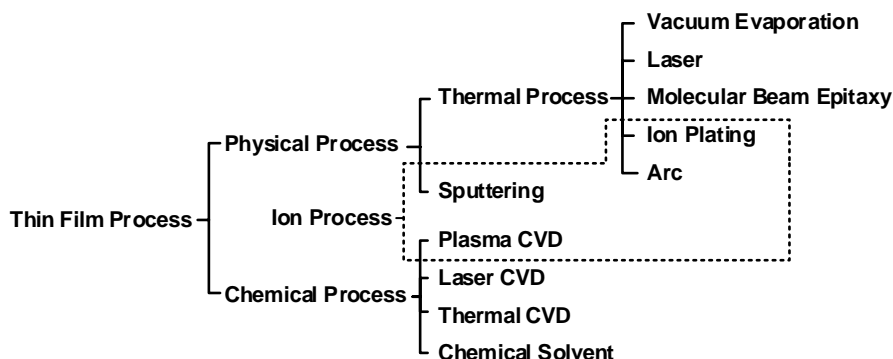 Vacuum Evaporation
Laser
Thermal Process
Molecular Beam Epitaxy
Ion Plating
Physical Process
Arc
Sputtering
Thin Film Process
Ion Process
Plasma CVD
Laser CVD
Chemical Process
Thermal CVD
Chemical Solvent